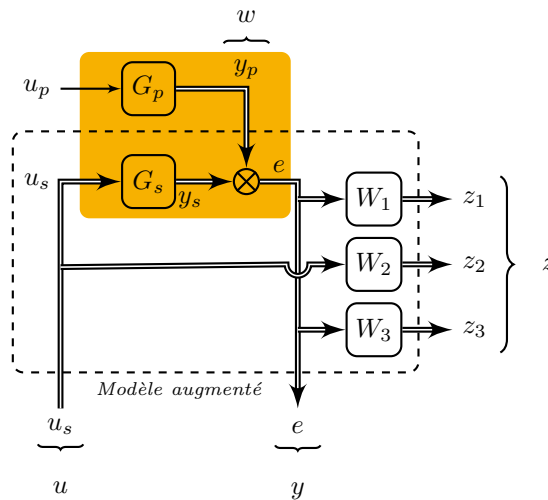 w
y_p
u_p
G_p
e
u_s
G_s
y_s
W_1
z_1
W_2
z_2
z
W_3
z_3
Modèle augmenté
u_s
e
u
y